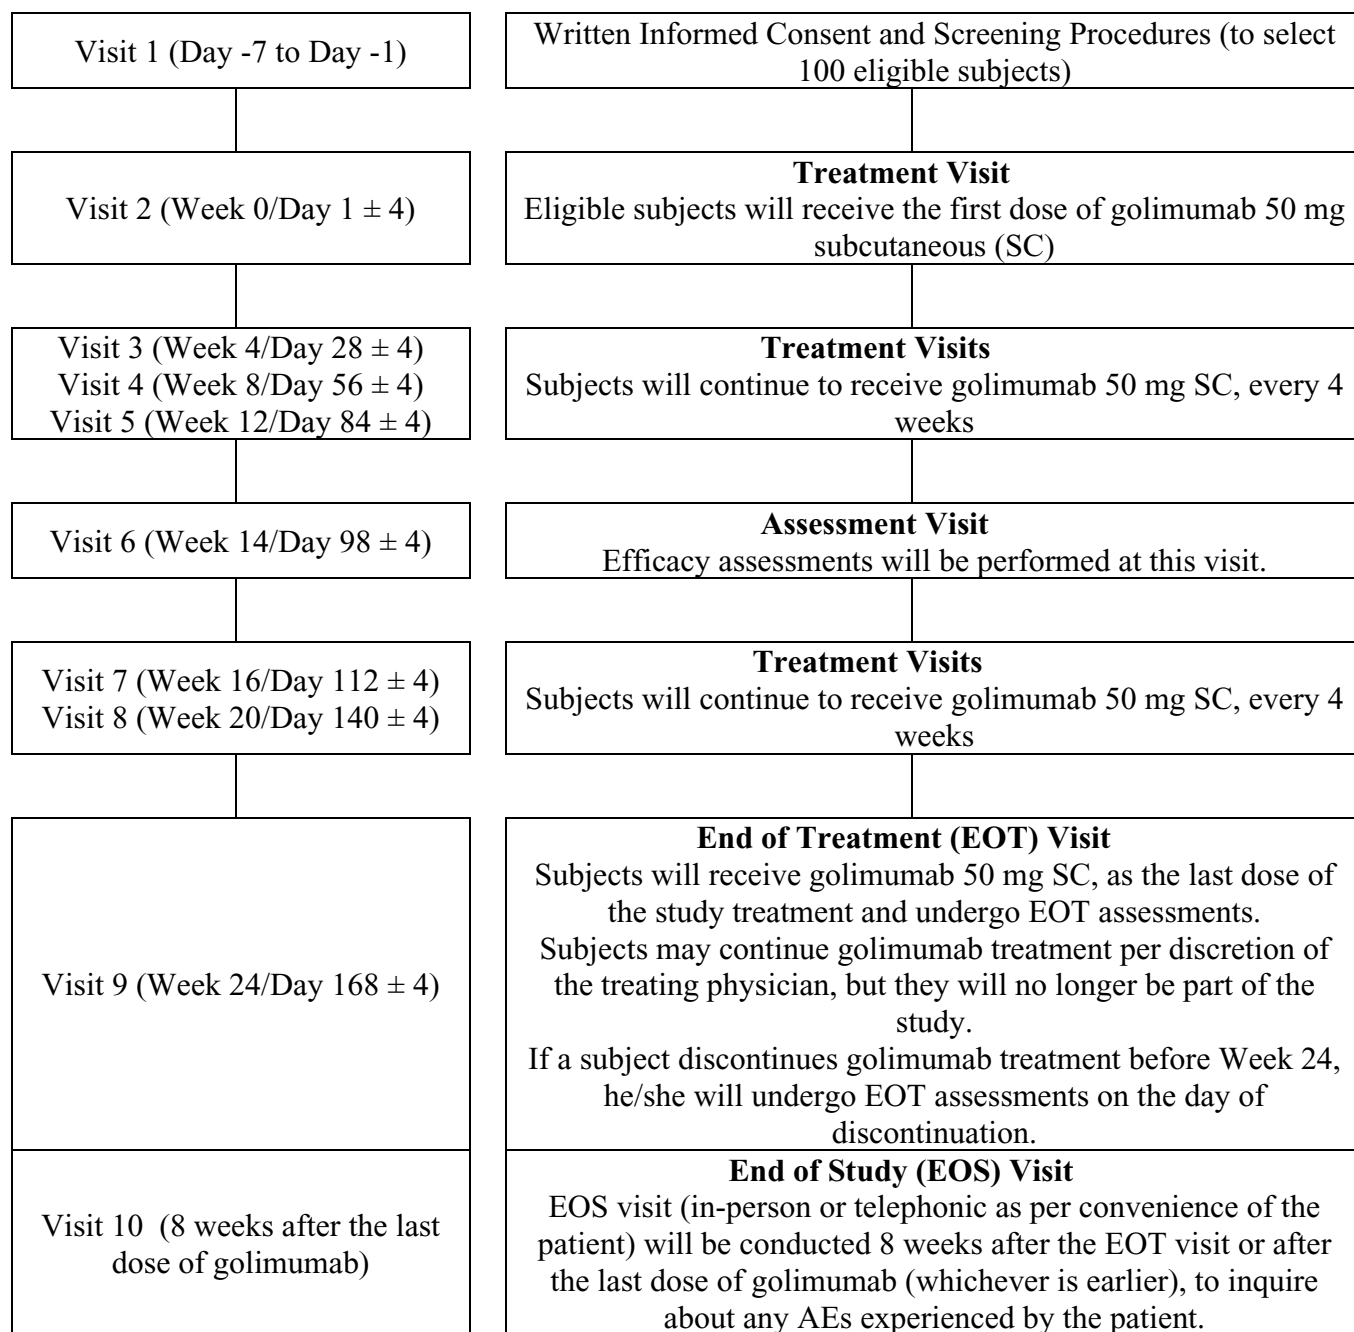 Visit 1 (Day -7 to Day -1)
Written Informed Consent and Screening Procedures (to select
100 eligible subjects)
Visit 2 (Week 0/Day 1 ± 4)
Treatment Visit
Eligible subjects will receive the first dose of golimumab 50 mg
subcutaneous (SC)
Visit 3 (Week 4/Day 28 ± 4)
Visit 4 (Week 8/Day 56 ± 4)
Visit 5 (Week 12/Day 84 ± 4)
Treatment Visits
Subjects will continue to receive golimumab 50 mg SC, every 4
weeks
Visit 6 (Week 14/Day 98 ± 4)
Assessment Visit
Efficacy assessments will be performed at this visit.
Visit 7 (Week 16/Day 112 ± 4)
Visit 8 (Week 20/Day 140 ± 4)
Treatment Visits
Subjects will continue to receive golimumab 50 mg SC, every 4
weeks
Visit 9 (Week 24/Day 168 ± 4)
End of Treatment (EOT) Visit
Subjects will receive golimumab 50 mg SC, as the last dose of
the study treatment and undergo EOT assessments.
Subjects may continue golimumab treatment per discretion of
the treating physician, but they will no longer be part of the
study.
If a subject discontinues golimumab treatment before Week 24,
he/she will undergo EOT assessments on the day of
discontinuation.
Visit 10 (8 weeks after the last
dose of golimumab)
End of Study (EOS) Visit
EOS visit (in-person or telephonic as per convenience of the
patient) will be conducted 8 weeks after the EOT visit or after
the last dose of golimumab (whichever is earlier), to inquire
about any AEs experienced by the patient.